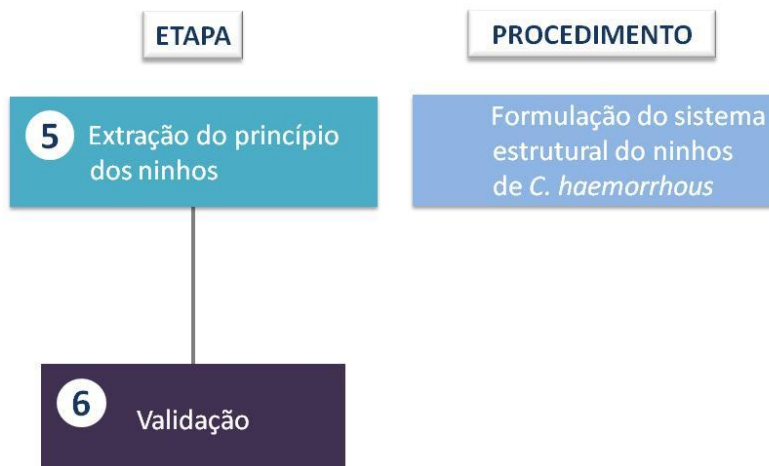 ETAPA
PROCEDIMENTO
5 Extração do princípio
dos ninhos
Formulação do sistema
estrutural do ninhos
de C. haemorrhous
6
Validação